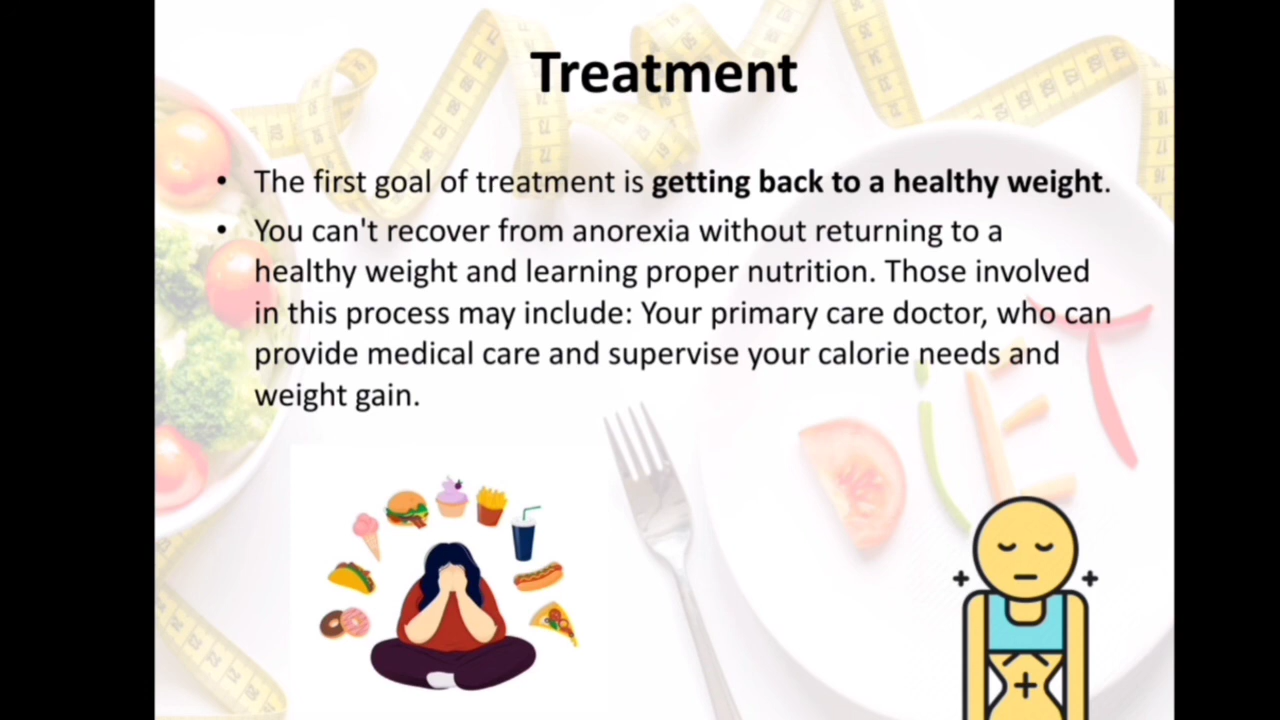 Treatment
• The first goal of treatment is getting back to a healthy weight.
• You can't recover from anorexia without returning to a
healthy weight and learning proper nutrition. Those involved
in this process may include: Your primary care doctor, who can
provide medical care and supervise your calorie needs and
weight gain.
DiET